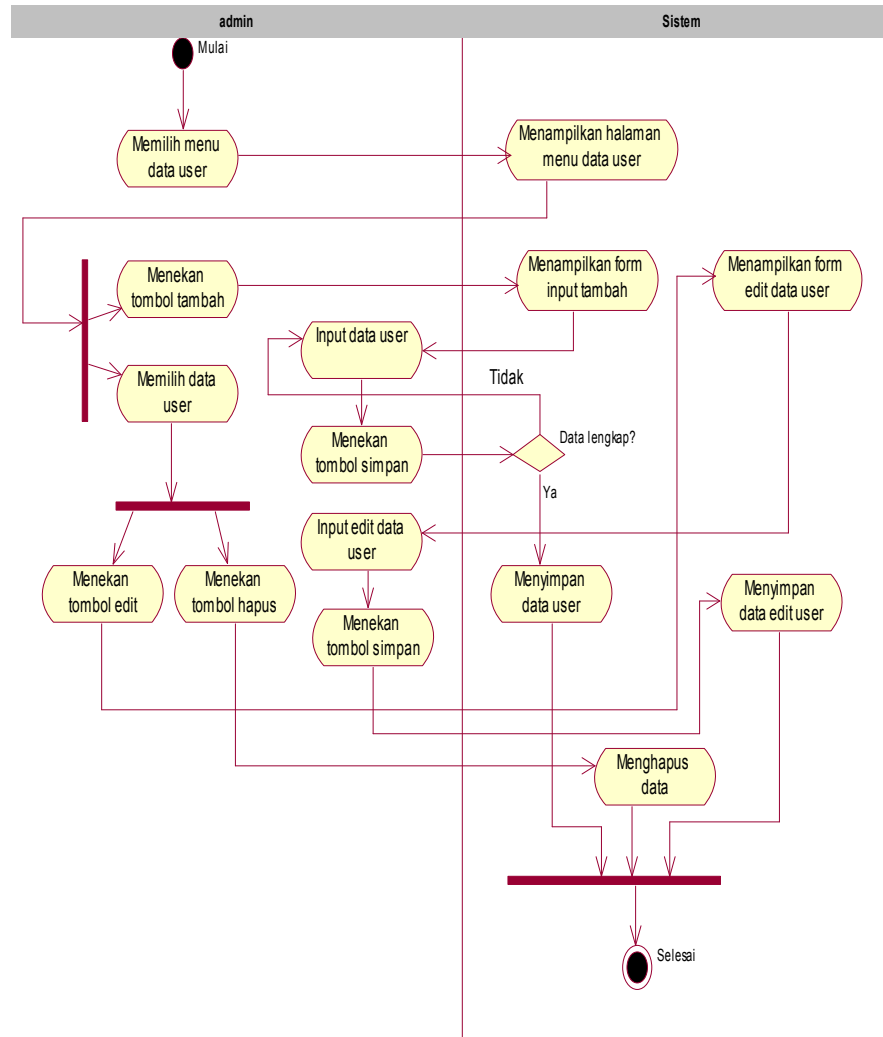 admin
Sistem
Mulai
Memilih menu
data user
Menampilkan halaman
menu data user
Menekan
tombol tambah
Menampilkan form
input tambah
Menampilkan form
edit data user
Input data user
Memilih data
user
Tidak
Menekan
tombol simpan
Data lengkap?
Ya
Input edit data
user
Menekan
tombol edit
Menekan
tombol hapus
Menyimpan
data user
Menyimpan
data edit user
Menekan
tombol simpan
Menghapus
data
Selesai